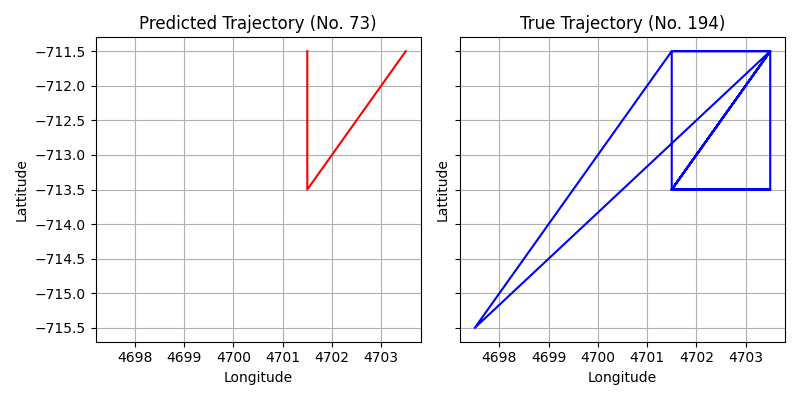 Predicted Trajectory (No. 73)
True Trajectory (No. 194)
Lattitude
−711.5
−712.0
−712.5
−713.0
−713.5
−714.0
−714.5
−715.0
−715.5
4698 4699 4700 4701 4702 4703
Longitude
Lattitude
4698 4699 4700 4701 4702 4703
Longitude